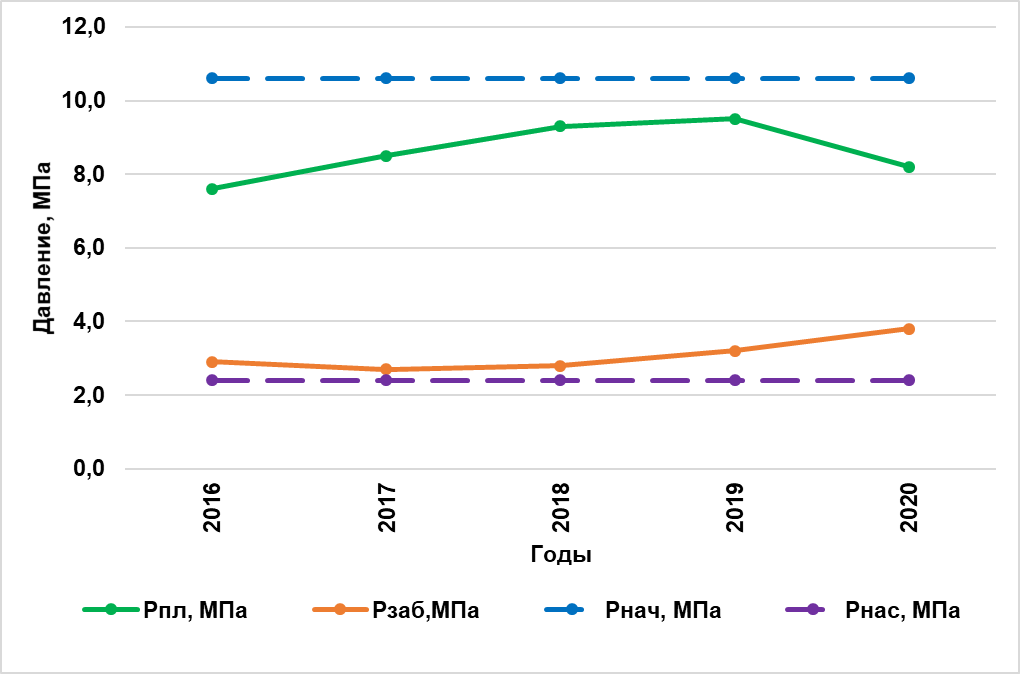 12,0
10,0
8,0
6,0
4,0
2,0
0,0
Давление, МПа
2016
2017
2018
2019
2020
Годы
Рпл, МПа
Рзаб,МПа
Рнач, МПа
Рнас, МПа